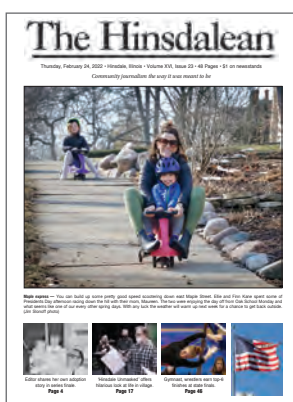 The Hinsdalean
Thursday, February 24, 2022 • Hinsdale, Illinois • Volume XVI, Issue 23 • 48 Pages • $1 on newsstands
Community journalism the way it was meant to be
Maple express — You can build up some pretty good speed scootering down east Maple Street. Ellie and Finn Kane spent some of
Presidents Day afternoon racing down the hill with their mom, Maureen. The two were enjoying the day off from Oak School Monday and
what seems like one of our every other spring days. With any luck the weather will warm up next week for a chance to get back outside.
(Jim Slonoff photo)
Editor shares her own adoption
story in series finale.
Page 4
'Hinsdale Unmasked' offers
hilarious look at life in village.
Page 17
Gymnast, wrestlers earn top-6
finishes at state finals.
Page 46